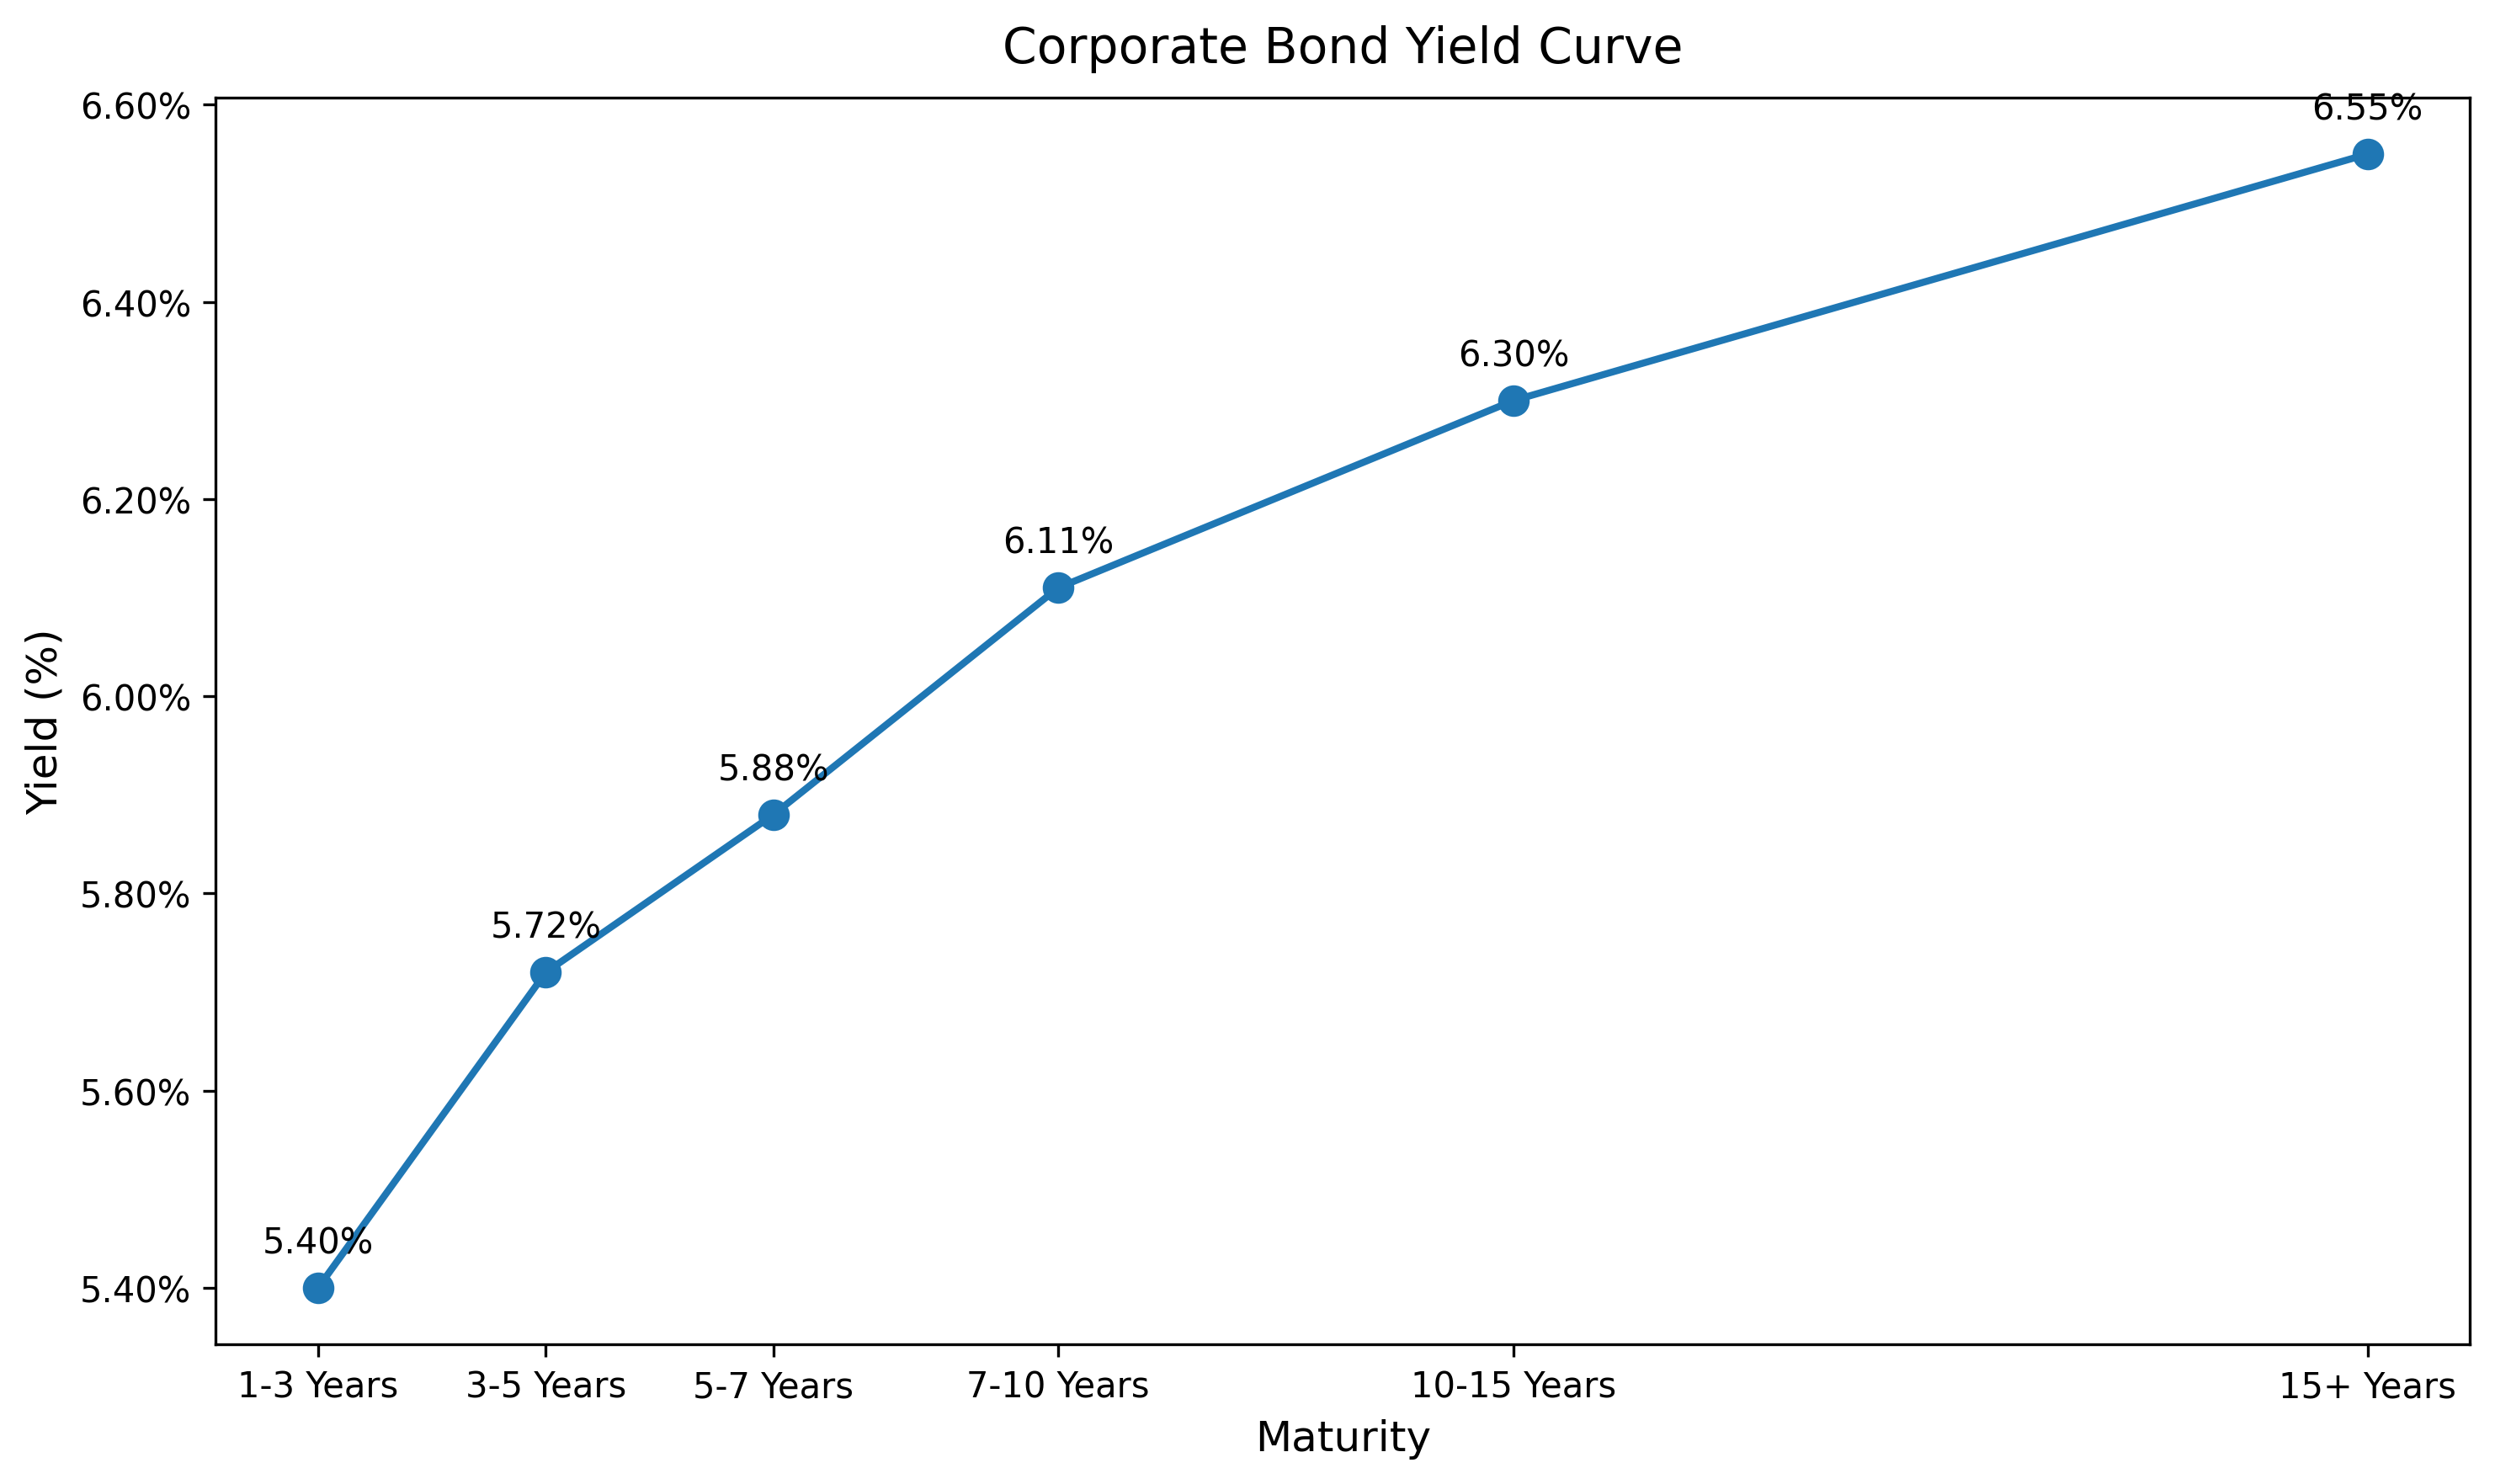 Corporate Bond Yield Curve
6.60%
6.40%
6.20%
6.00%
5.80%
5.60%
5.40%
Yield (%)
5.40%
5.72%
5.88%
6.11%
6.30%
6.55%
1-3 Years
3-5 Years
5-7 Years
7-10 Years
10-15 Years
15+ Years
Maturity